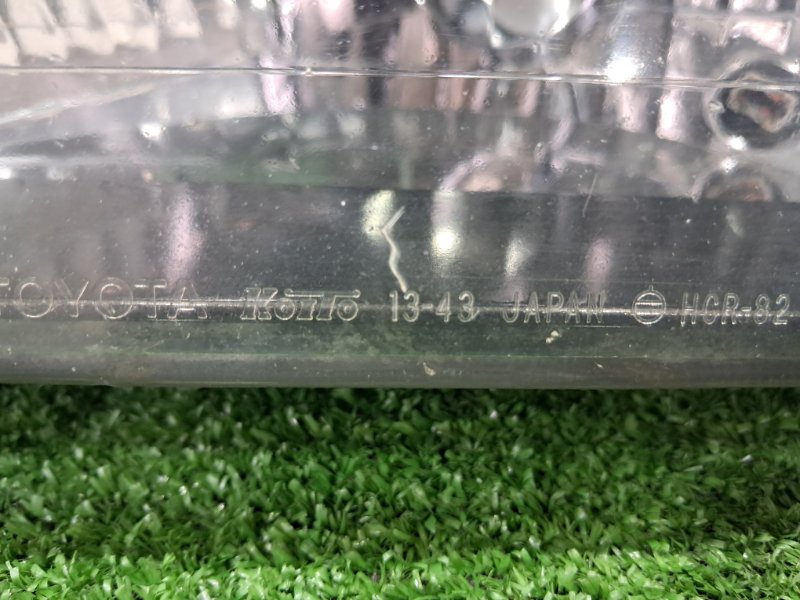 TOYOTA KOITO 13-43 JAPAN HCR-82